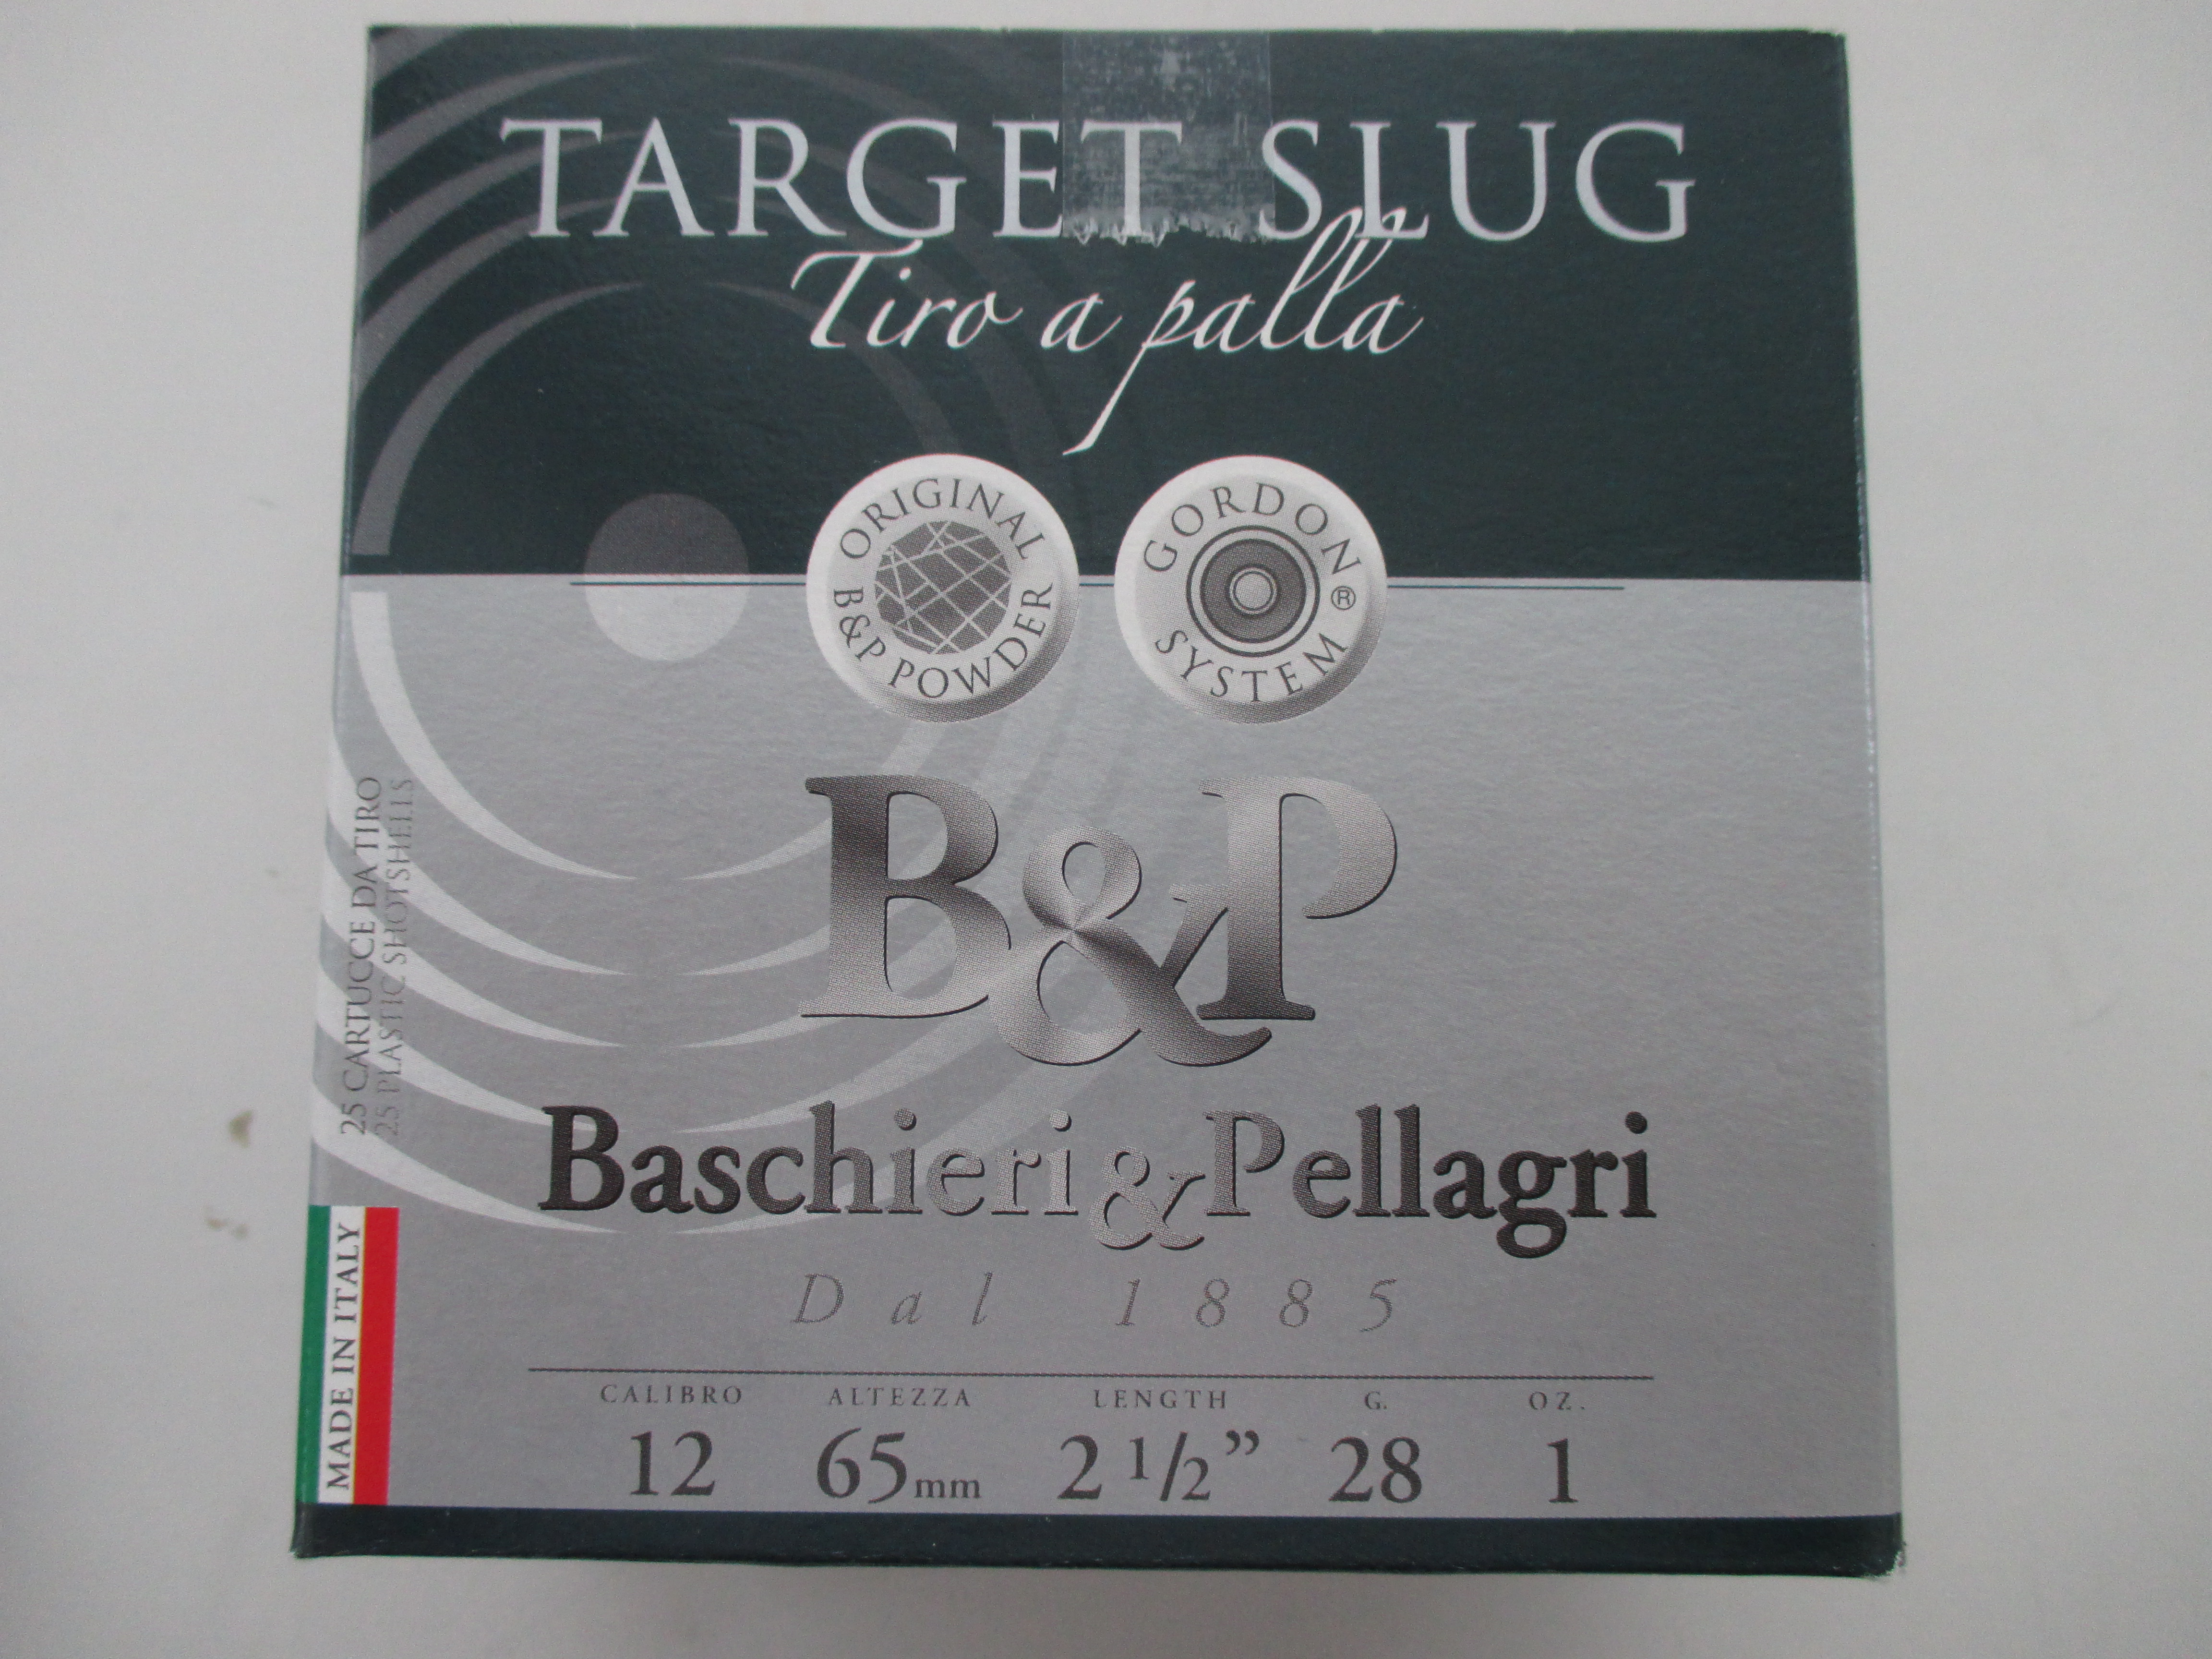 TARGET SLUG
Tiro a palla
ORIGINAL
B&P POWDER
GORDON
SYSTEM®
B&P
Baschieri&Pellagri
Dal 1885
25 CARTUCCE DA TIRO
25 PLASTIC SHOTSHELLS
MADE IN ITALY
CALIBRO ALTEZZA LENGTH G. OZ.
12 65mm 2 1/2” 28 1